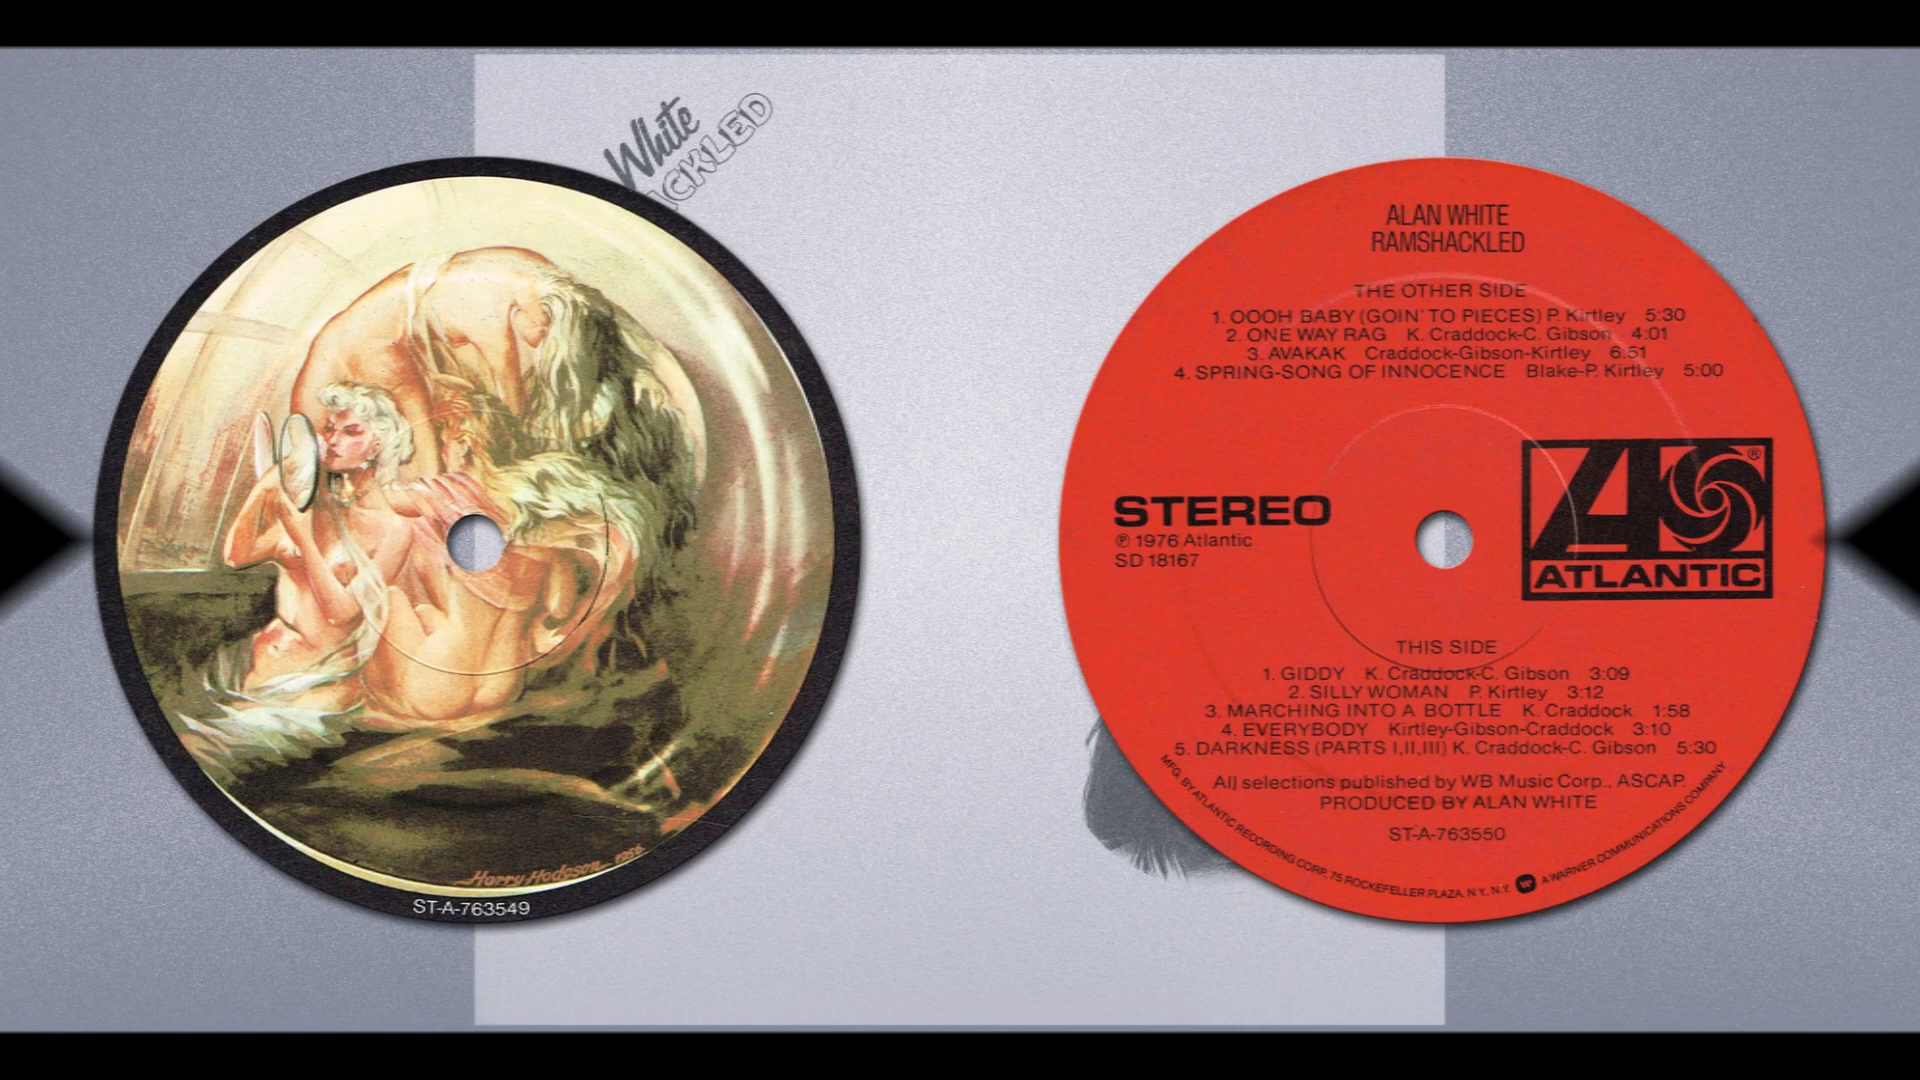 White
ACKLED
Harry Hodgson 1956
ST-A-763549
ALAN WHITE
RAMSHACKLED
THE OTHER SIDE
1. OOOH BABY (GOIN' TO PIECES) P. Kirtley 5:30
2. ONE WAY RAG K. Craddock-C. Gibson 4:01
3. AVAKAK Craddock-Gibson-Kirtley 6:51
4. SPRING-SONG OF INNOCENCE Blake-P. Kirtley 5:00
STEREO
℗ 1976 Atlantic
SD 18167
®
ATLANTIC
THIS SIDE
1. GIDDY K. Craddock-C. Gibson 3:09
2. SILLY WOMAN P. Kirtley 3:12
3. MARCHING INTO A BOTTLE K. Craddock 1:58
4. EVERYBODY Kirtley-Gibson-Craddock 3:10
5. DARKNESS (PARTS I,II,III) K. Craddock-C. Gibson 5:30
All selections published by WB Music Corp., ASCAP.
PRODUCED BY ALAN WHITE
ST-A-763550
MFG. BY ATLANTIC RECORDING CORP., 75 ROCKEFELLER PLAZA, N.Y., N.Y. W A WARNER COMMUNICATIONS COMPANY